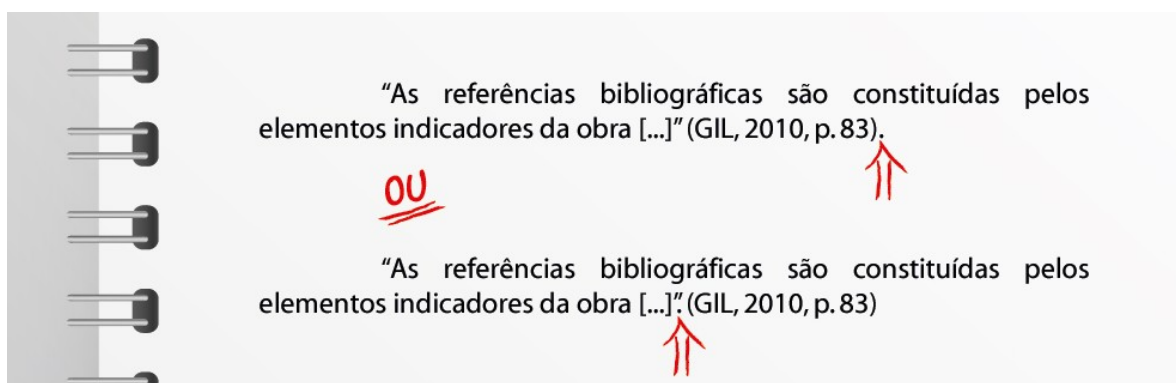 “As referências bibliográficas são constituídas pelos
elementos indicadores da obra [...]” (GIL, 2010, p. 83).
OU
“As referências bibliográficas são constituídas pelos
elementos indicadores da obra [...]”. (GIL, 2010, p. 83)